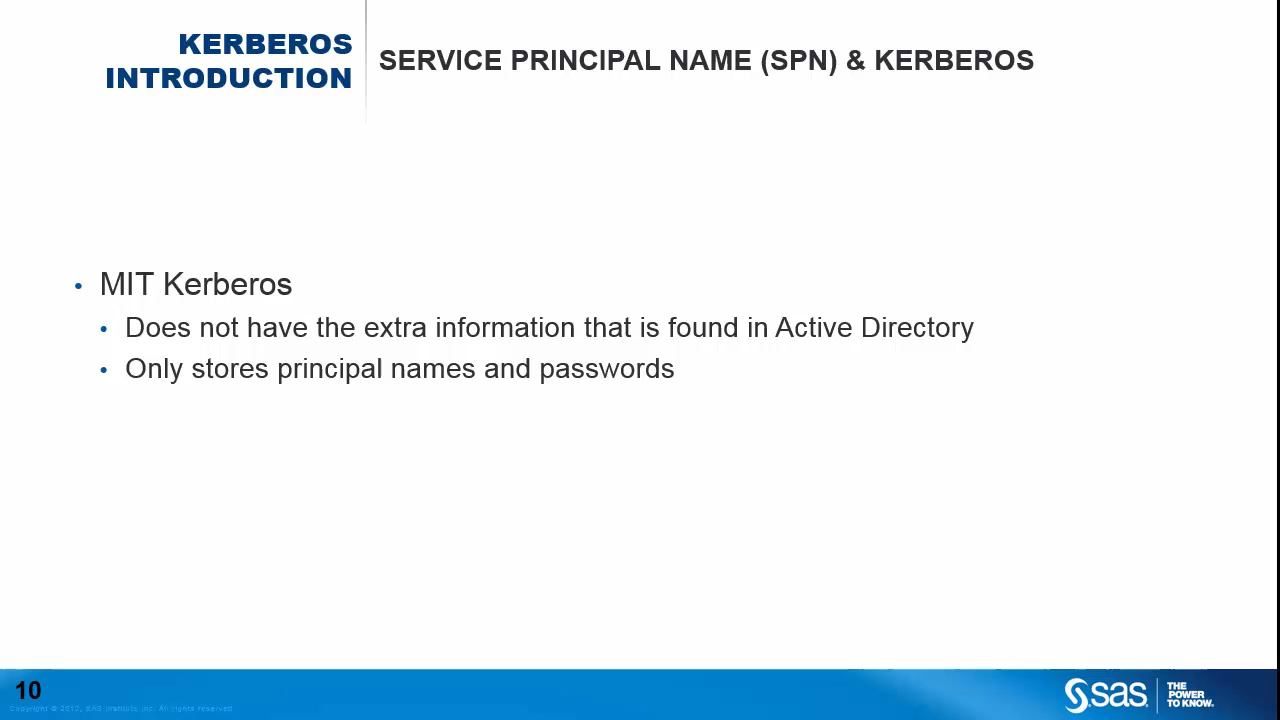 KERBEROS
INTRODUCTION
SERVICE PRINCIPAL NAME (SPN) & KERBEROS
• MIT Kerberos
• Does not have the extra information that is found in Active Directory
• Only stores principal names and passwords
10
Copyright © 2015, SAS Institute Inc. All rights reserved.
sas
THE
POWER
TO KNOW.